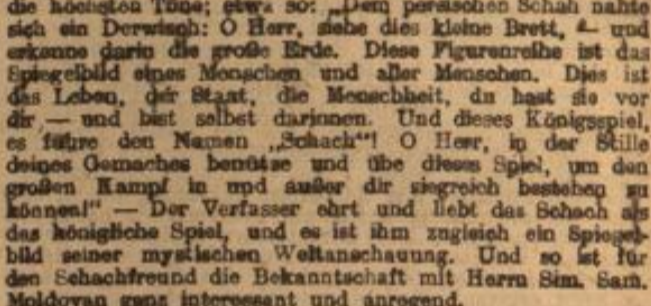 die höchsten Töne; etwa so: „Dem persischen Schah nahte
sich ein Derwisch: O Herr, siehe dies kleine Brett, — und
erkenne darin die große Erde. Diese Figurenreihe ist das
Spiegelbild eines Menschen und aller Menschen. Dies ist
das Leben, der Staat, die Menschheit, du hast sie vor
dir, — und bist selbst darinnen. Und dieses Königsspiel,
es führe den Namen „Schach“! O Herr, in der Stille
deines Gemaches benütze und übe dieses Spiel, um den
großen Kampf in und außer dir siegreich bestehen zu
können!“ — Der Verfasser ehrt und liebt das Schach als
das königliche Spiel, und es ist ihm zugleich ein Spiegel-
bild seiner mystischen Weltanschauung. Und so ist für
den Schachfreund die Bekanntschaft mit Herrn Sim. Sam.
Moldovan ganz interessant und anregend.